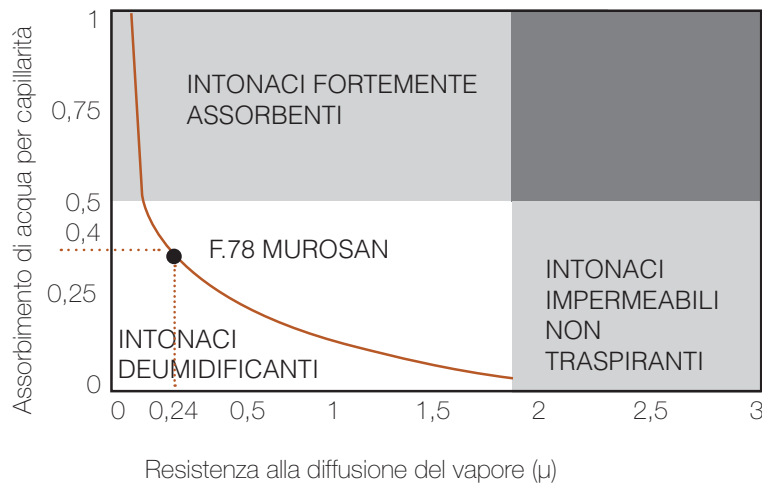 Assorbimento di acqua per capillarità
1
0,75
0,5
0,4
0,25
0
INTONACI FORTEMENTE
ASSORBENTI
F.78 MUROSAN
INTONACI
IMPERMEABILI
NON
TRASPIRANTI
INTONACI
DEUMIDIFICANTI
0 0,24 0,5 1 1,5 2 2,5 3
Resistenza alla diffusione del vapore (μ)